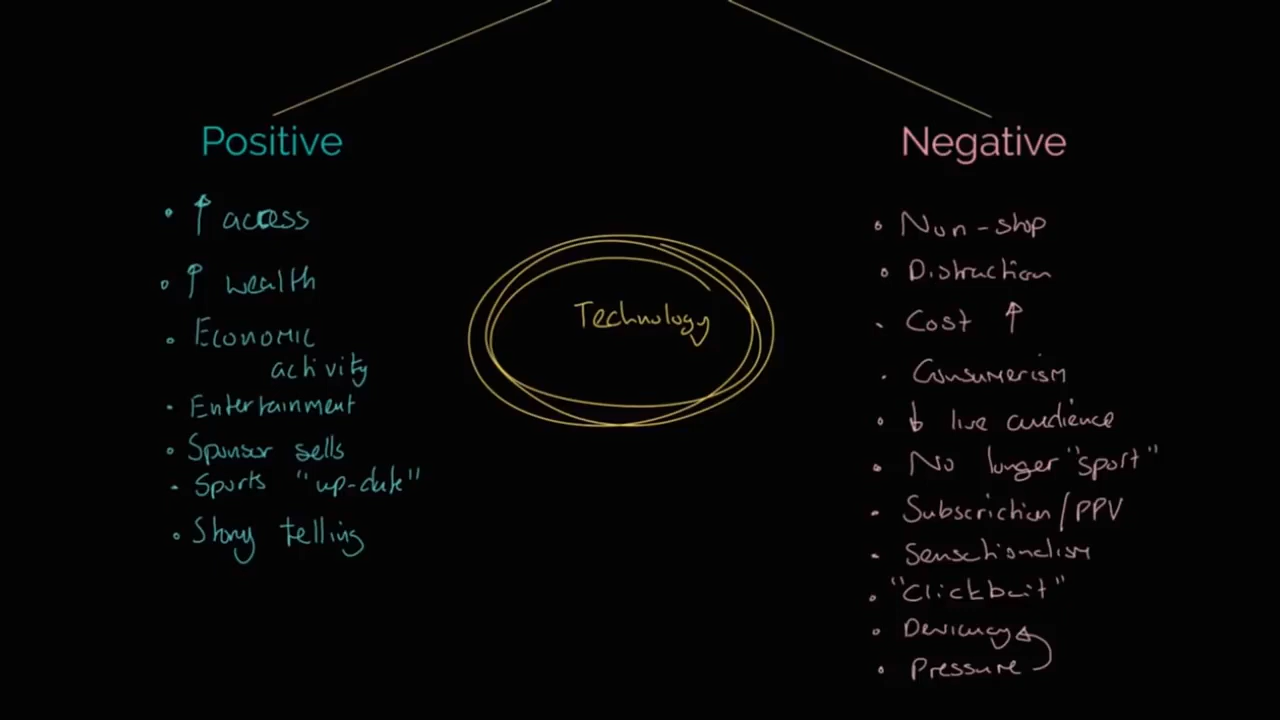 Positive
• ↑ access
• ↑ wealth
• Economic
activity
• Entertainment
• Sponsor sells
• Sports "up-date"
• Story telling
Technology
Negative
• Non-stop
• Distraction
• Cost ↑
• Consumerism
• ↓ live audience
• No longer "sport"
• Subscription/PPV
• Sensationalism
• "Clickbait"
• Deviancy
• Pressure